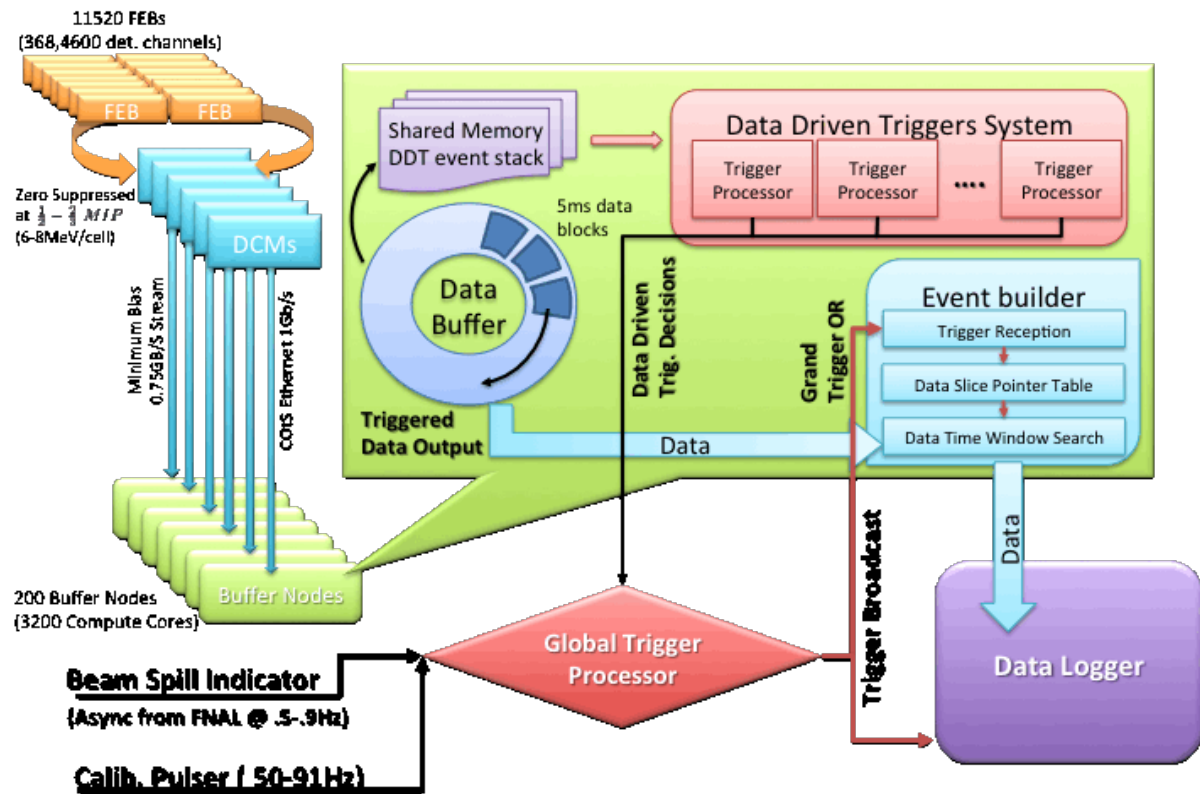 11520 FEBs
(368,4600 det. channels)
FEB
FEB
Zero Suppressed
at
MIP
(6-8MeV/cell)
DCMs
Minimum Bias
0.75GB/S Stream
COtS Ethernet 1Gb/s
200 Buffer Nodes
(3200 Compute Cores)
Buffer Nodes
Shared Memory
DDT event stack
5ms data
blocks
Data
Buffer
Triggered
Data Output
Data
Data Driven Triggers System
Trigger
Processor
Trigger
Processor
....
Trigger
Processor
Data Driven
Trig. Decisions
Grand
Trigger OR
Event builder
Trigger Reception
Data Slice Pointer Table
Data Time Window Search
Data
Trigger Broadcast
Data Logger
Global Trigger
Processor
Beam Spill Indicator
(Async from FNAL @ .5-.9Hz)
Calib. Pulser ( 50-91Hz)